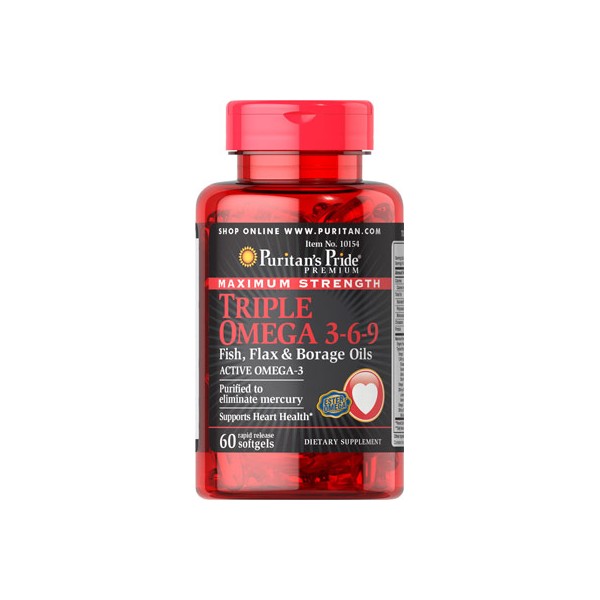 SHOP ONLINE WWW.PURITAN.COM
Item No. 10154
Puritan's Pride®
PREMIUM
MAXIMUM STRENGTH
TRIPLE
OMEGA 3-6-9
Fish, Flax & Borage Oils
ACTIVE OMEGA-3
Purified to
eliminate mercury
ESTER
OMEGA
Supports Heart Health*
60 rapid release
softgels
DIETARY SUPPLEMENT